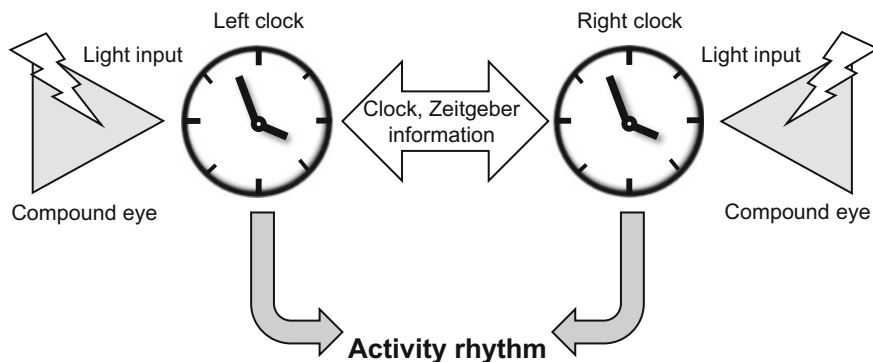 Left clock
Right clock
Light input
Light input
Clock, Zeitgeber
information
Compound eye
Compound eye
Activity rhythm